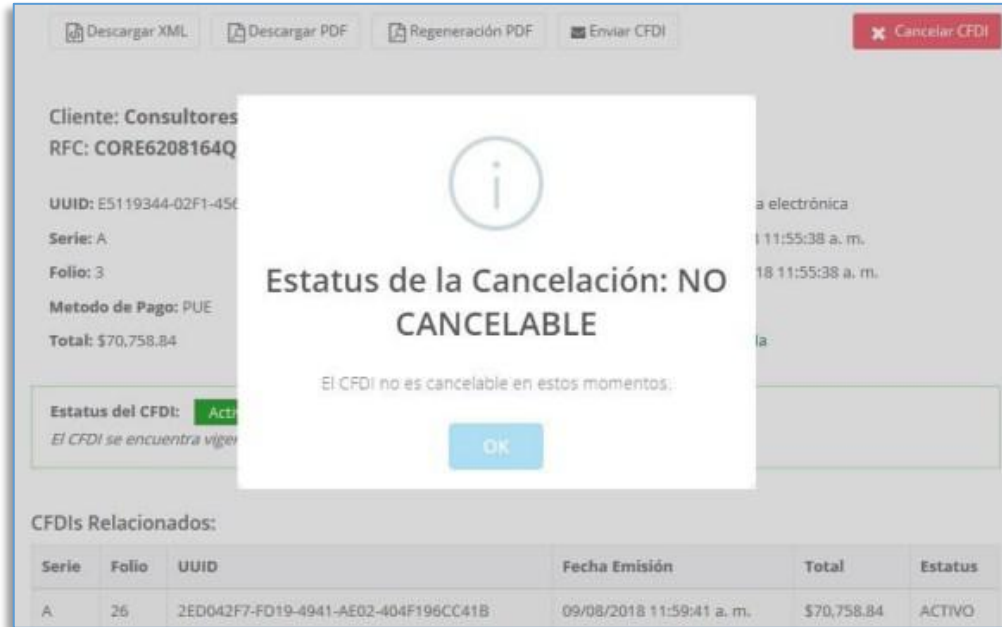 Descargar XML Descargar PDF Regeneración PDF Enviar CFDI Cancelar CFDI
Cliente: Consultores
RFC: CORE6208164Q
UUID: E5119344-02F1-456 a electrónica
Serie: A 11:55:38 a. m.
Folio: 3 18 11:55:38 a. m.
Metodo de Pago: PUE
Total: $70,758.84
Estatus de la Cancelación: NO
CANCELABLE
El CFDI no es cancelable en estos momentos.
OK
Estatus del CFDI:
El CFDI se encuentra
CFDIs Relacionados:
Serie Folio UUID Fecha Emisión Total Estatus
A 26 2ED042F7-FD19-4941-AE02-404F196CC41B 09/08/2018 11:59:41 a. m. $70,758.84 ACTIVO